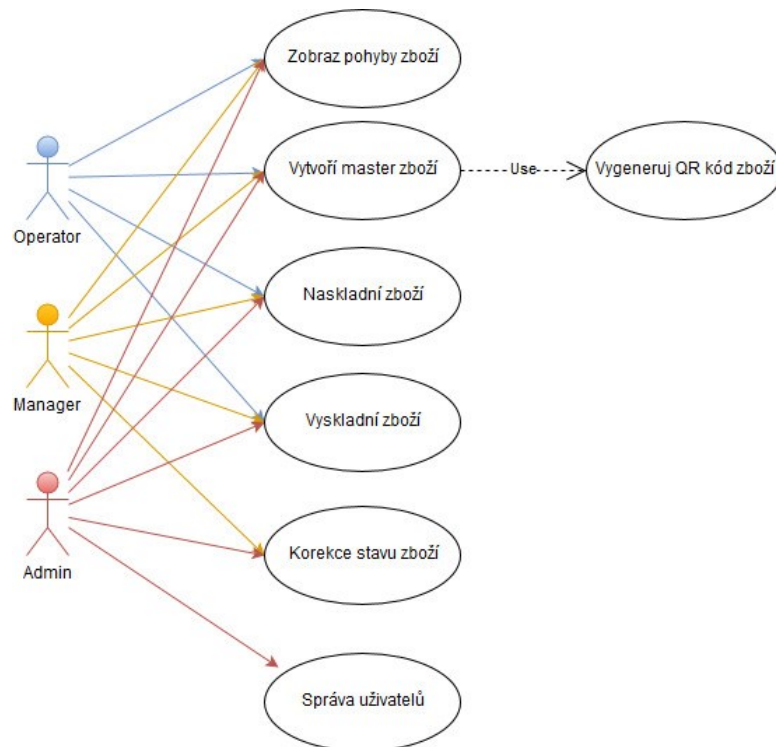 Zobraz pohyby zboží
Vytvoří master zboží
Use
Vygeneruj QR kód zboží
Operator
Naskladní zboží
Manager
Vyskladní zboží
Admin
Korekce stavu zboží
Správa uživatelů